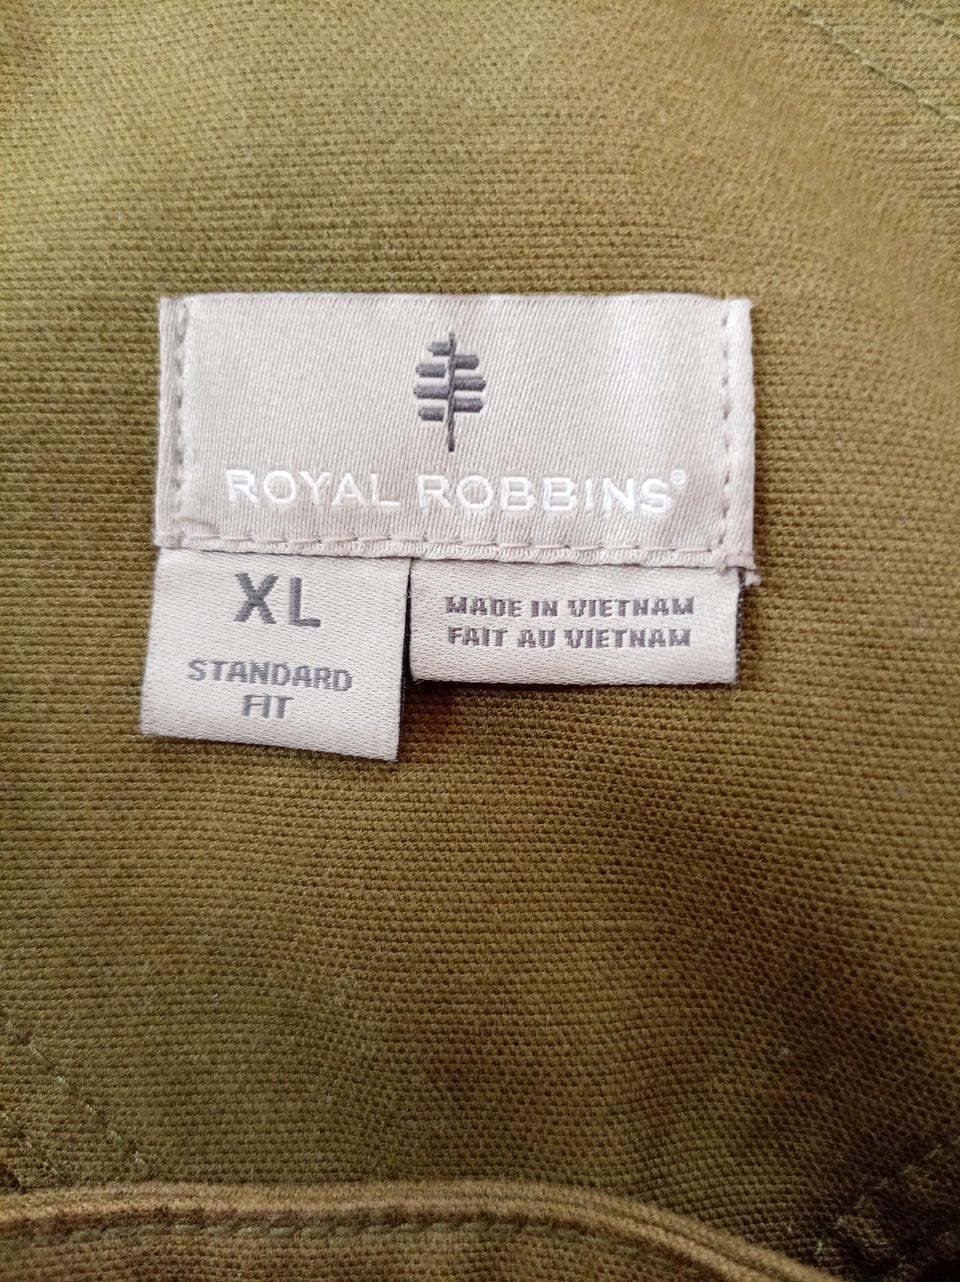 ROYAL ROBBINS®
XL
STANDARD
FIT
MADE IN VIETNAM
FAIT AU VIETNAM